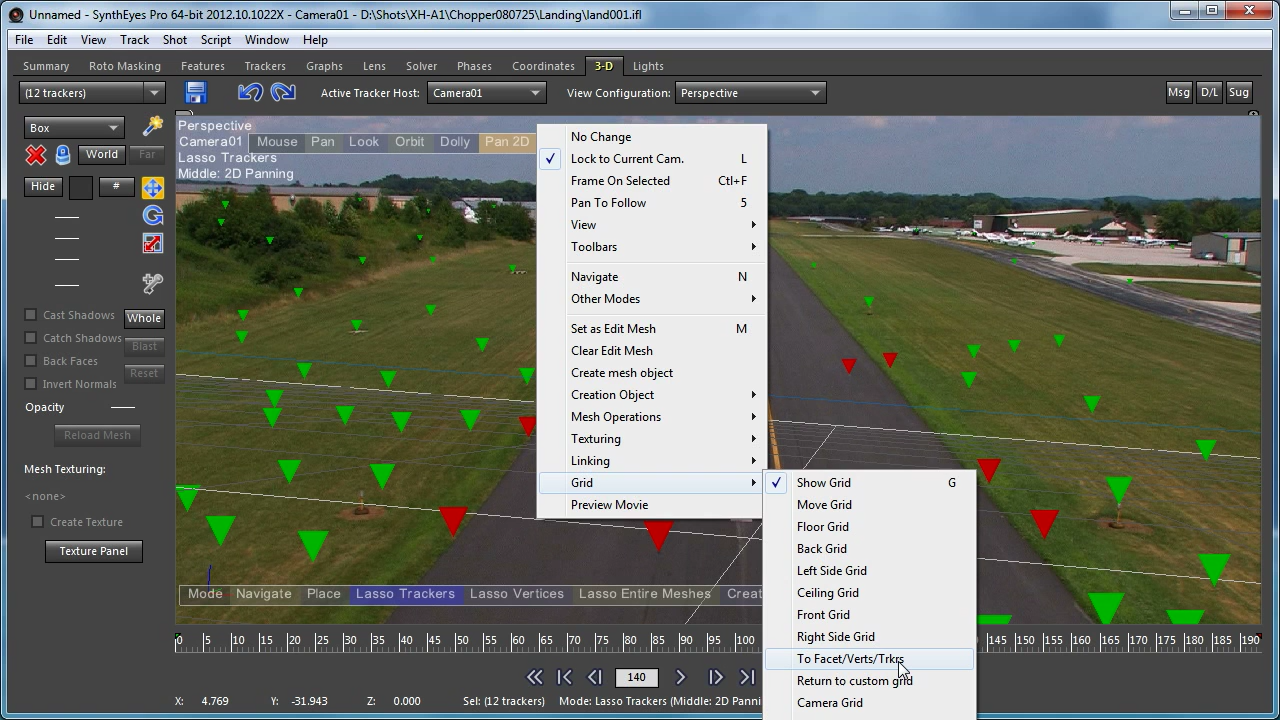 Unnamed - SynthEyes Pro 64-bit 2012.10.1022X - Camera01 - D:\Shots\XH-A1\Chopper080725\Landing\land001.ifl
File Edit View Track Shot Script Window Help
Summary Roto Masking Features Trackers Graphs Lens Solver Phases Coordinates 3-D Lights
(12 trackers) Active Tracker Host: Camera01 View Configuration: Perspective Msg D/L Sug
Box
World Far
Hide #
Cast Shadows Whole
Catch Shadows Blast
Back Faces
Invert Normals Reset
Opacity
Reload Mesh
Mesh Texturing:
<none>
Create Texture
Texture Panel
Perspective
Camera01 Mouse Pan Look Orbit Dolly Pan 2D
Lasso Trackers
Middle: 2D Panning
No Change
Lock to Current Cam. L
Frame On Selected Ctl+F
Pan To Follow 5
View
Toolbars
Navigate N
Other Modes
Set as Edit Mesh M
Clear Edit Mesh
Create mesh object
Creation Object
Mesh Operations
Texturing
Linking
Grid
Preview Movie
Show Grid G
Move Grid
Floor Grid
Back Grid
Left Side Grid
Ceiling Grid
Front Grid
Right Side Grid
To Facet/Verts/Trkrs
Return to custom grid
Camera Grid
Mode Navigate Place Lasso Trackers Lasso Vertices Lasso Entire Meshes Creat
0 5 10 15 20 25 30 35 40 45 50 55 60 65 70 75 80 85 90 95 100 145 150 155 160 165 170 175 180 185 190
140
X: 4.769 Y: -31.943 Z: 0.000 Sel: (12 trackers) Mode: Lasso Trackers (Middle: 2D Panni